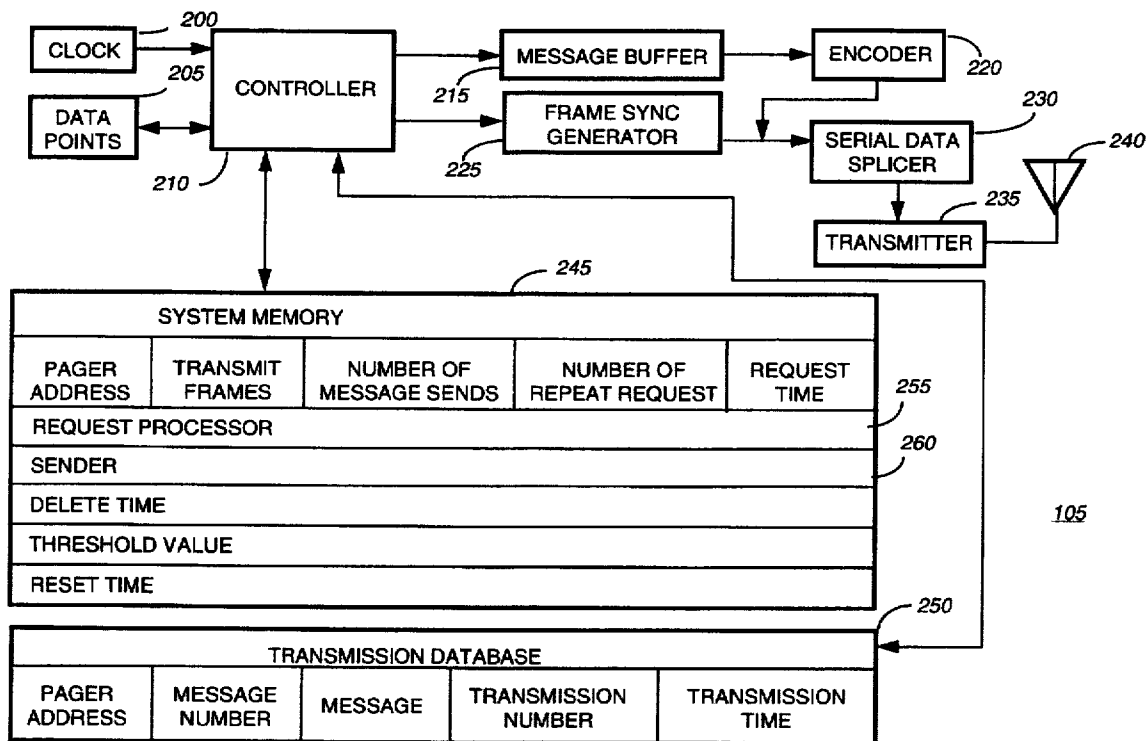 200
CLOCK
205
DATA
POINTS
CONTROLLER
210
MESSAGE BUFFER
215
ENCODER
220
FRAME SYNC
GENERATOR
225
230
SERIAL DATA
SPLICER
240
235
TRANSMITTER
245
SYSTEM MEMORY
PAGER
ADDRESS
TRANSMIT
FRAMES
NUMBER OF
MESSAGE SENDS
NUMBER OF
REPEAT REQUEST
REQUEST
TIME
255
REQUEST PROCESSOR
260
SENDER
DELETE TIME
105
THRESHOLD VALUE
RESET TIME
250
TRANSMISSION DATABASE
PAGER
ADDRESS
MESSAGE
NUMBER
MESSAGE
TRANSMISSION
NUMBER
TRANSMISSION
TIME